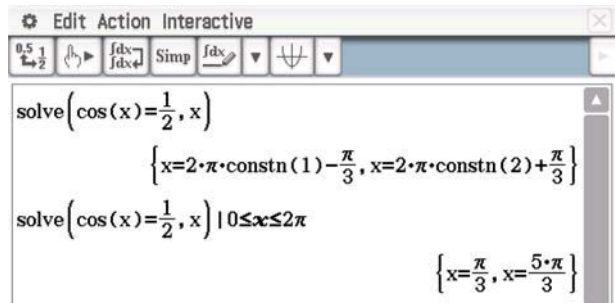 Edit Action Interactive
0.5 1/2 ∫dx ∫dx Simp ∫dx
solve(cos(x)=1/2, x)
{x=2·π·constn(1)-π/3, x=2·π·constn(2)+π/3}
solve(cos(x)=1/2, x)|0≤x≤2π
{x=π/3, x=5·π/3}